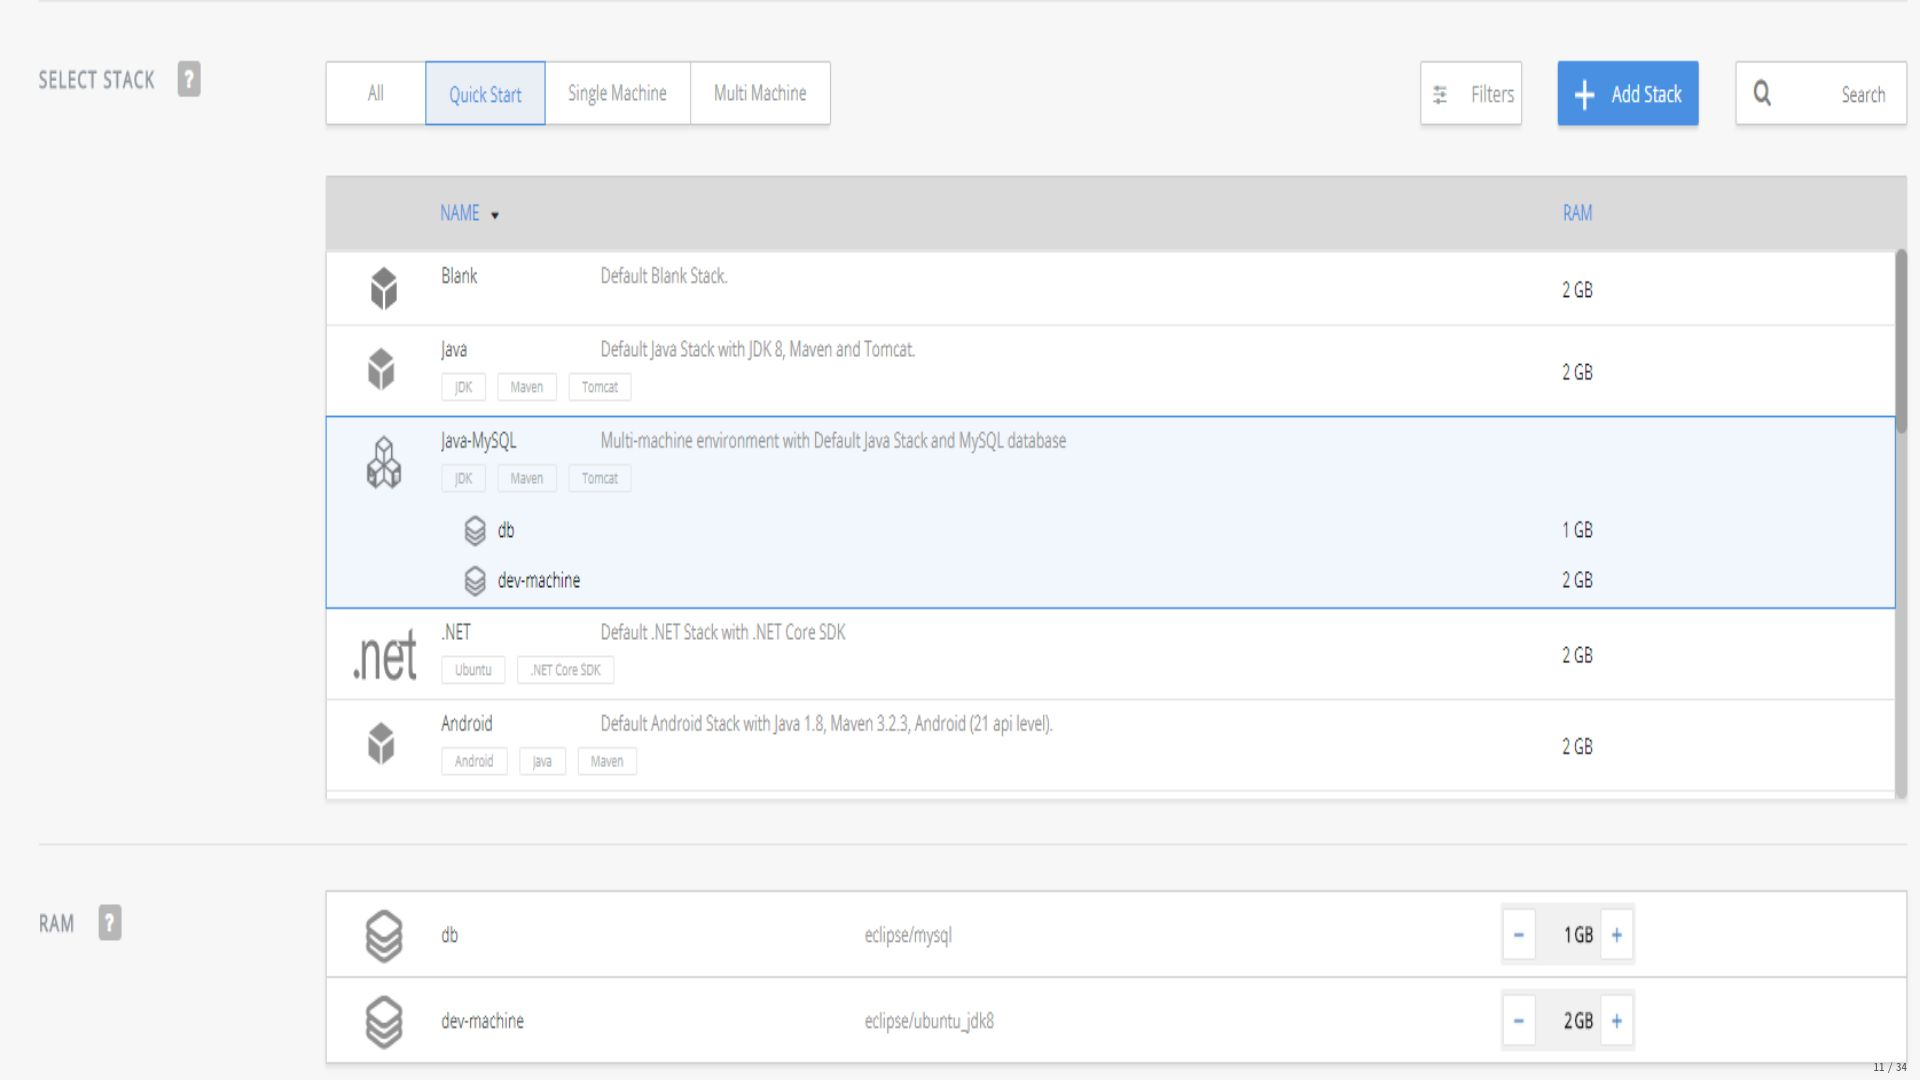 SELECT STACK ?
All Quick Start Single Machine Multi Machine Filters Add Stack Search
NAME RAM
Blank Default Blank Stack. 2 GB
Java Default Java Stack with JDK 8, Maven and Tomcat. 2 GB
JDK Maven Tomcat
Java-MySQL Multi-machine environment with Default Java Stack and MySQL database
JDK Maven Tomcat
db 1 GB
dev-machine 2 GB
.net .NET Default .NET Stack with .NET Core SDK 2 GB
Ubuntu .NET Core SDK
Android Default Android Stack with Java 1.8, Maven 3.2.3, Android (21 api level). 2 GB
Android Java Maven
RAM ?
db eclipse/mysql - 1 GB +
dev-machine eclipse/ubuntu_jdk8 - 2 GB +
11 / 34